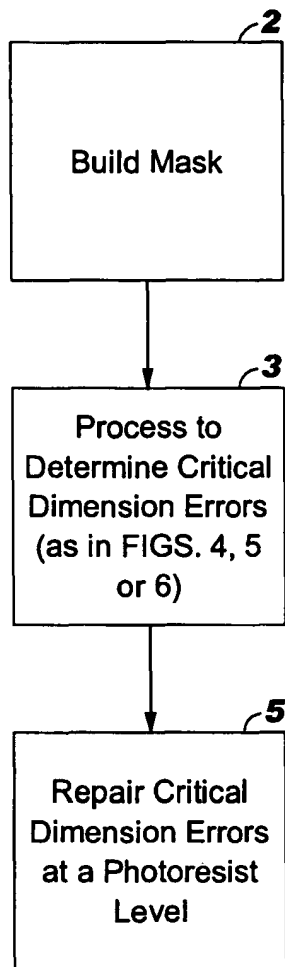 2
Build Mask
3
Process to
Determine Critical
Dimension Errors
(as in FIGS. 4, 5
or 6)
5
Repair Critical
Dimension Errors
at a Photoresist
Level